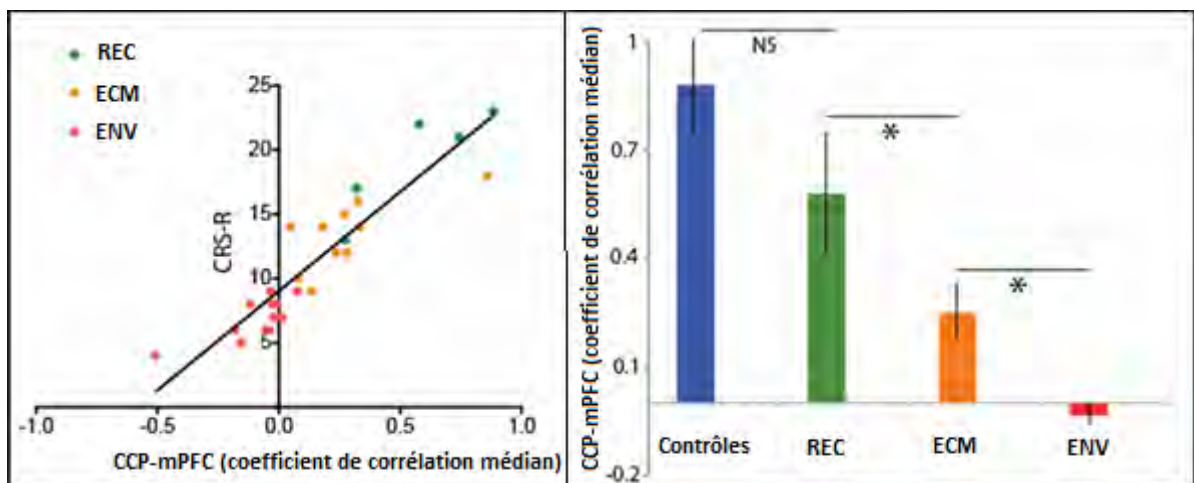 REC
ECM
ENV
CRS-R
25
20
15
10
5
-1.0 -0.5 0.0 0.5 1.0
CCP-mPFC (coefficient de corrélation médian)
CCP-mPFC (coefficient de corrélation médian)
1
0.7
0.4
0.1
-0.2
NS
*
*
Contrôles REC ECM ENV